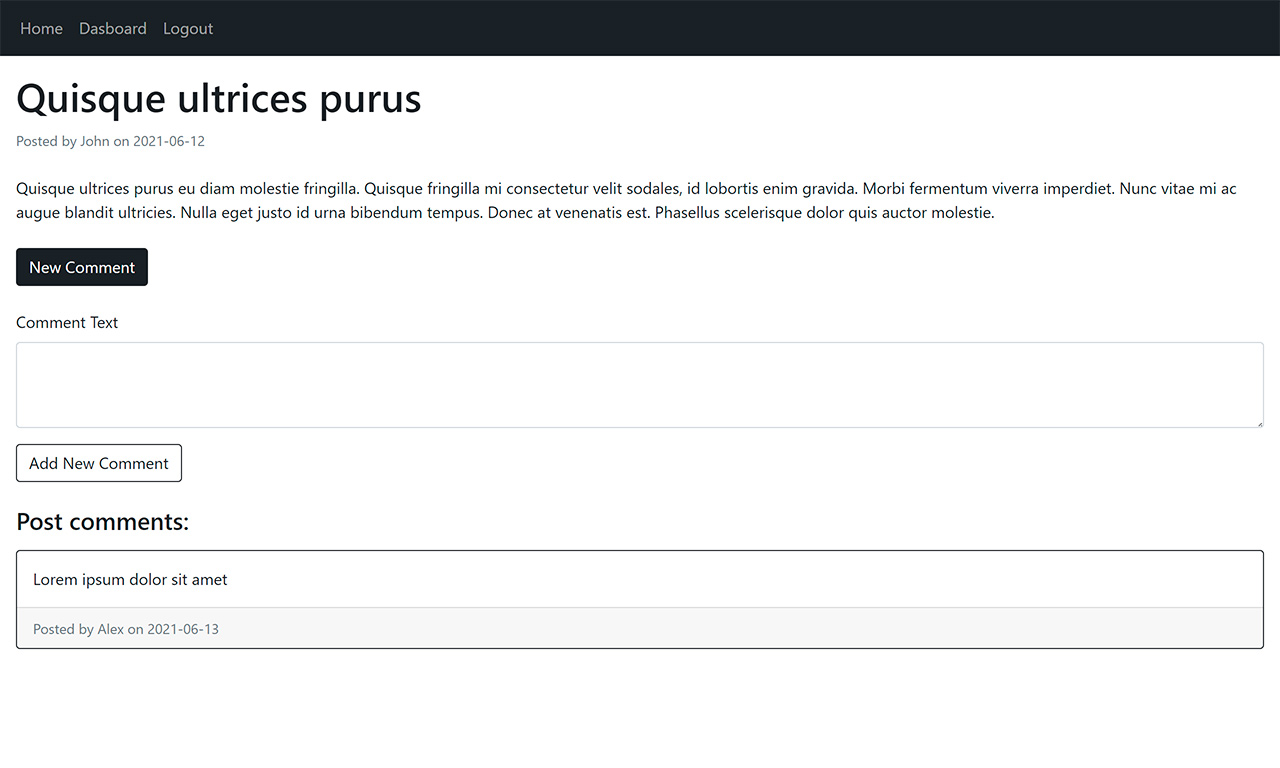 Home Dasboard Logout
Quisque ultrices purus
Posted by John on 2021-06-12
Quisque ultrices purus eu diam molestie fringilla. Quisque fringilla mi consectetur velit sodales, id lobortis enim gravida. Morbi fermentum viverra imperdiet. Nunc vitae mi ac
augue blandit ultricies. Nulla eget justo id urna bibendum tempus. Donec at venenatis est. Phasellus scelerisque dolor quis auctor molestie.
New Comment
Comment Text
Add New Comment
Post comments:
Lorem ipsum dolor sit amet
Posted by Alex on 2021-06-13